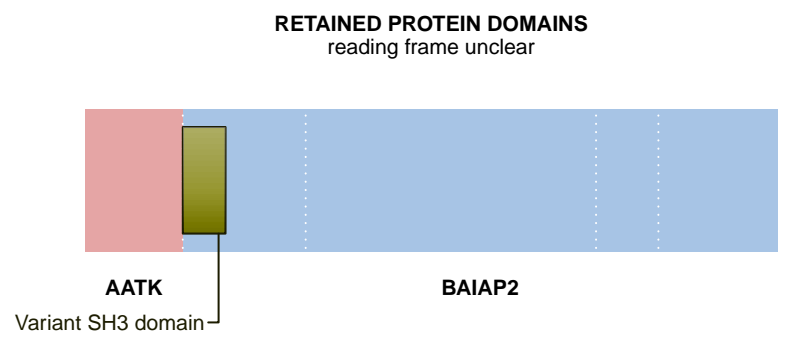 RETAINED PROTEIN DOMAINS
reading frame unclear
AATK
BAIAP2
Variant SH3 domain